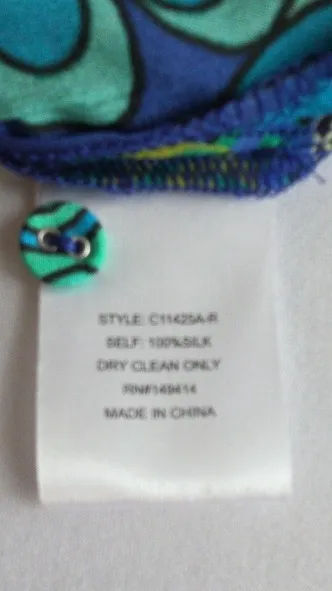 STYLE: C11425A-R
SELF: 100%SILK
DRY CLEAN ONLY
RN#149414
MADE IN CHINA